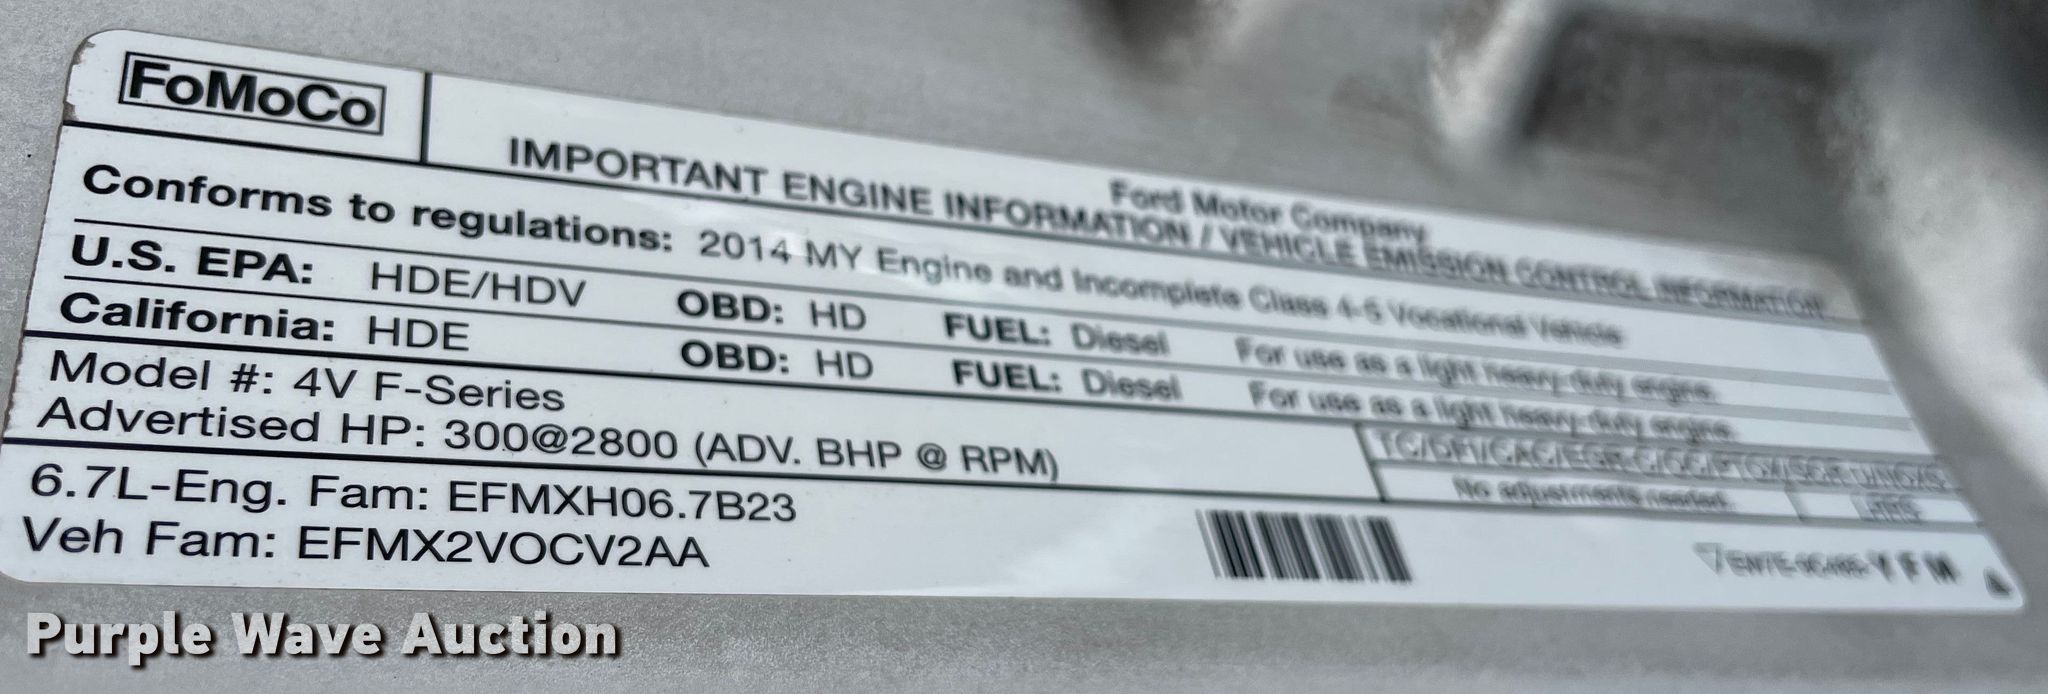 FoMoCo
Ford Motor Company
IMPORTANT ENGINE INFORMATION / VEHICLE EMISSION CONTROL INFORMATION
Conforms to regulations: 2014 MY Engine and Incomplete Class 4-5 Vocational Vehicle
U.S. EPA: HDE/HDV OBD: HD FUEL: Diesel For use as a light heavy-duty engine.
California: HDE OBD: HD FUEL: Diesel For use as a light heavy-duty engine.
Model #: 4V F-Series
Advertised HP: 300@2800 (ADV. BHP @ RPM)
No adjustments needed.
6.7L-Eng. Fam: EFMXH06.7B23
Veh Fam: EFMX2VOCV2AA
YFM
Purple Wave Auction